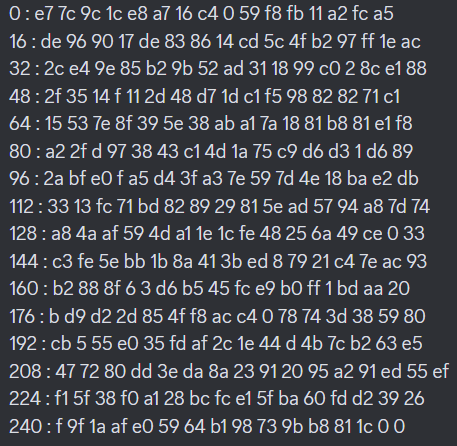 0 : e7 7c 9c 1c e8 a7 16 c4 0 59 f8 fb 11 a2 fc a5
16 : de 96 90 17 de 83 86 14 cd 5c 4f b2 97 ff 1e ac
32 : 2c e4 9e 85 b2 9b 52 ad 31 18 99 c0 2 8c e1 88
48 : 2f 35 14 f 11 2d 48 d7 1d c1 f5 98 82 82 71 c1
64 : 15 53 7e 8f 39 5e 38 ab a1 7a 18 81 b8 81 e1 f8
80 : a2 2f d 97 38 43 c1 4d 1a 75 c9 d6 d3 1 d6 89
96 : 2a bf e0 f a5 d4 3f a3 7e 59 7d 4e 18 ba e2 db
112 : 33 13 fc 71 bd 82 89 29 81 5e ad 57 94 a8 7d 74
128 : a8 4a af 59 4d a1 1e 1c fe 48 25 6a 49 ce 0 33
144 : c3 fe 5e bb 1b 8a 41 3b ed 8 79 21 c4 7e ac 93
160 : b2 88 8f 6 3 d6 b5 45 fc e9 b0 ff 1 bd aa 20
176 : b d9 d2 2d 85 4f f8 ac c4 0 78 74 3d 38 59 80
192 : cb 5 55 e0 35 fd af 2c 1e 44 d 4b 7c b2 63 e5
208 : 47 72 80 dd 3e da 8a 23 91 20 95 a2 91 ed 55 ef
224 : f1 5f 38 f0 a1 28 bc fc e1 5f ba 60 fd d2 39 26
240 : f 9f 1a af e0 59 64 b1 98 73 9b b8 81 1c 0 0